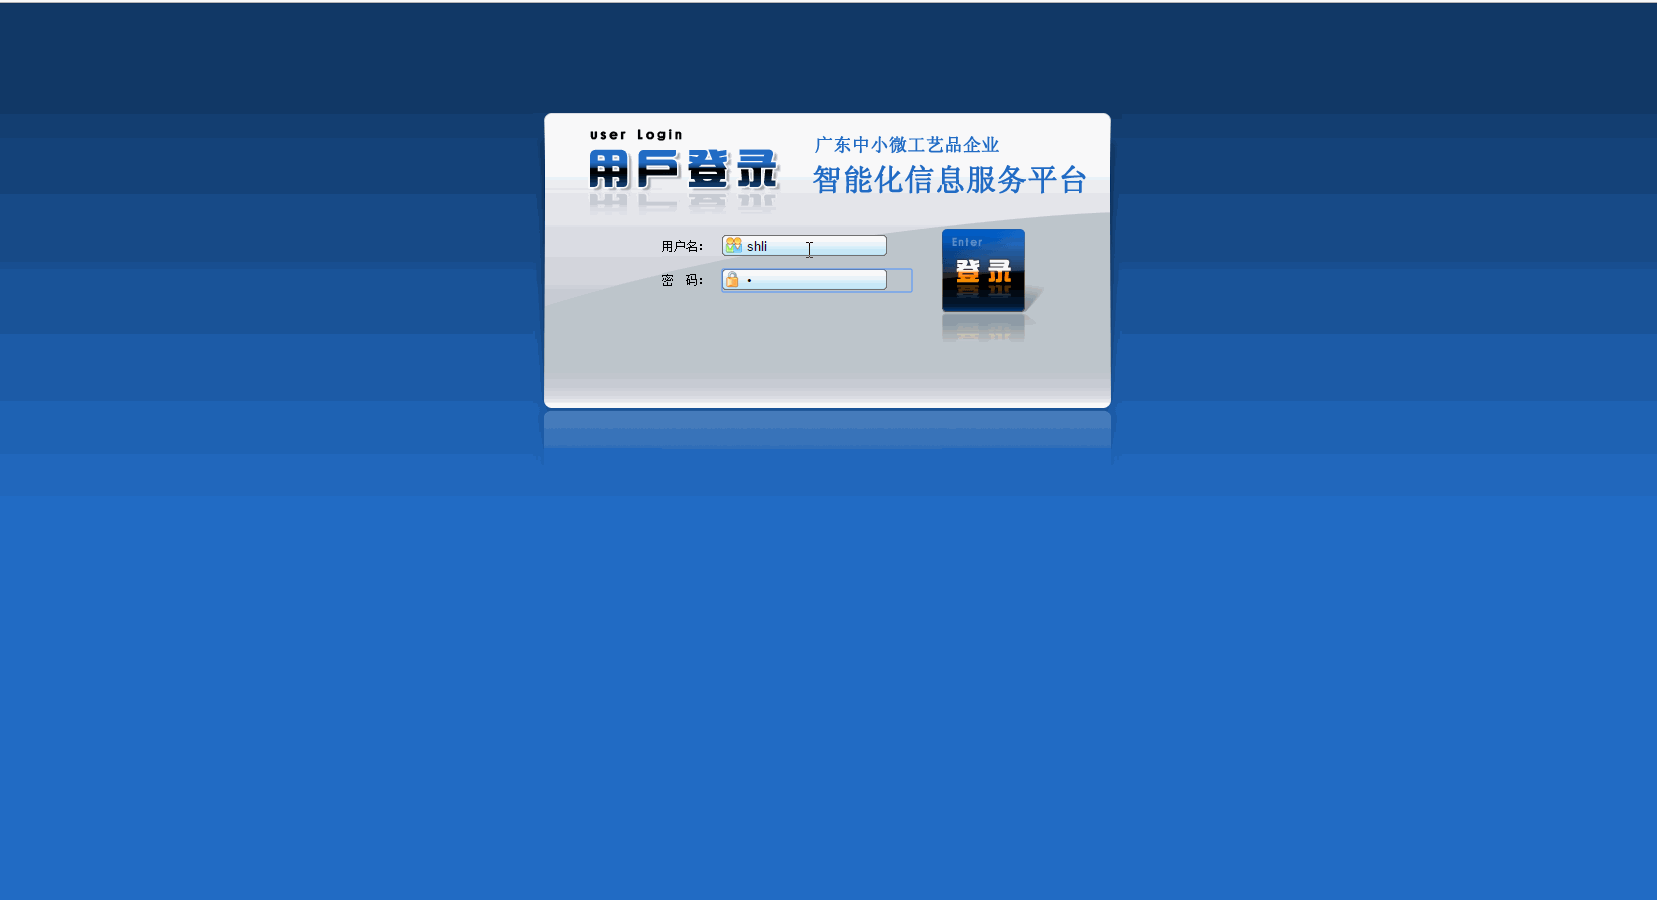 user Login
用戶登录
广东中小微工艺品企业
智能化信息服务平台
用户名：
shli
密 码：
•
Enter
登录